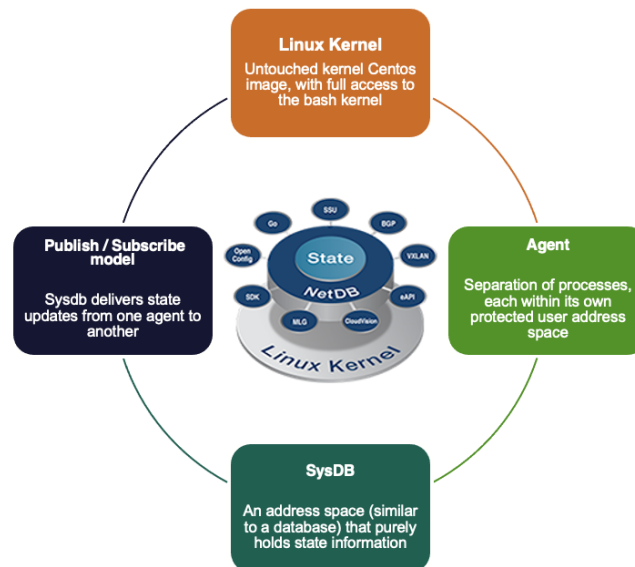 Linux Kernel
Untouched kernel Centos
image, with full access to
the bash kernel
Publish / Subscribe
model
Sysdb delivers state
updates from one agent to
another
SSU
Go
BGP
Open
Config
State
VXLAN
NetDB
SDK
eAPI
MLG
CloudVision
Linux Kernel
Agent
Separation of processes,
each within its own
protected user address
space
SysDB
An address space (similar
to a database) that purely
holds state information